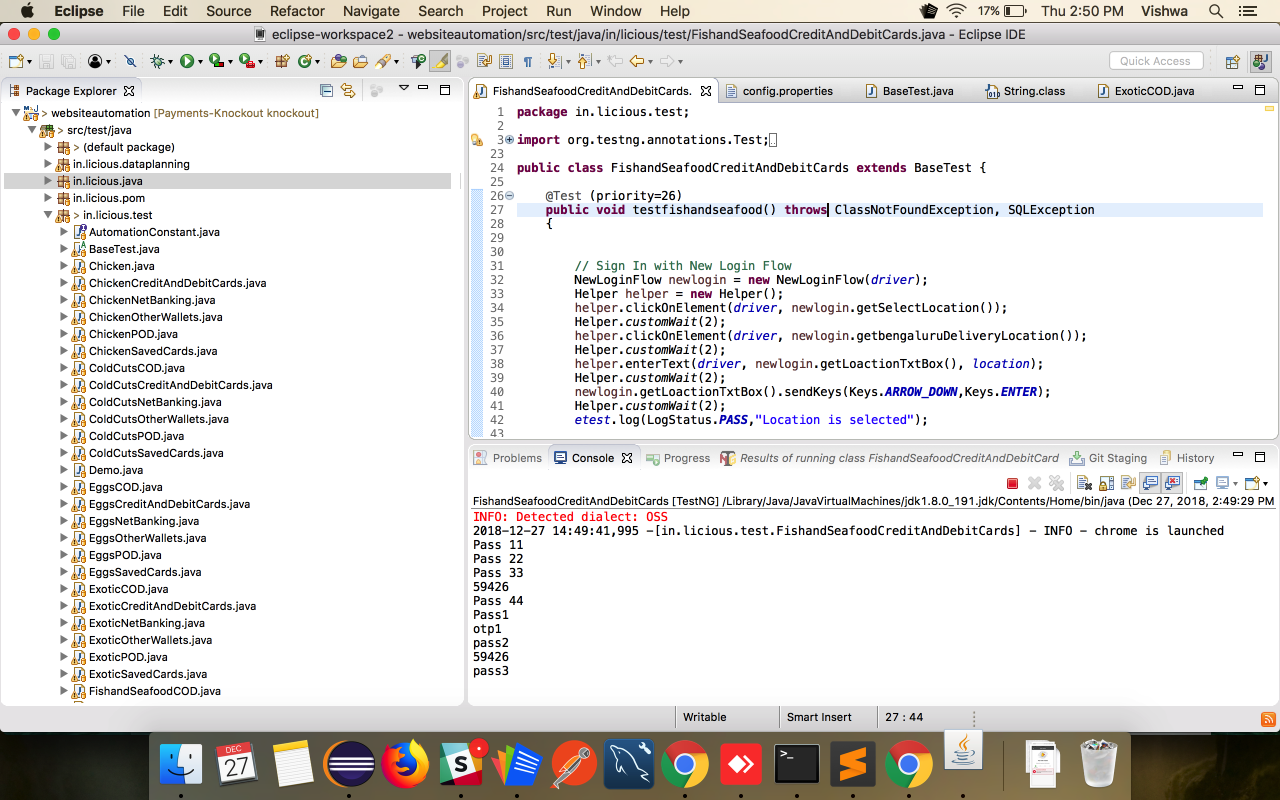 Eclipse File Edit Source Refactor Navigate Search Project Run Window Help 17% Thu 2:50 PM Vishwa
eclipse-workspace2 - websiteautomation/src/test/java/in/licious/test/FishandSeafoodCreditAndDebitCards.java - Eclipse IDE
Quick Access
Package Explorer
websiteautomation [Payments-Knockout knockout]
> src/test/java
> (default package)
in.licious.dataplanning
in.licious.java
in.licious.pom
> in.licious.test
AutomationConstant.java
BaseTest.java
Chicken.java
ChickenCreditAndDebitCards.java
ChickenNetBanking.java
ChickenOtherWallets.java
ChickenPOD.java
ChickenSavedCards.java
ColdCutsCOD.java
ColdCutsCreditAndDebitCards.java
ColdCutsNetBanking.java
ColdCutsOtherWallets.java
ColdCutsPOD.java
ColdCutsSavedCards.java
Demo.java
EggsCOD.java
EggsCreditAndDebitCards.java
EggsNetBanking.java
EggsOtherWallets.java
EggsPOD.java
EggsSavedCards.java
ExoticCOD.java
ExoticCreditAndDebitCards.java
ExoticNetBanking.java
ExoticOtherWallets.java
ExoticPOD.java
ExoticSavedCards.java
FishandSeafoodCOD.java
FishandSeafoodCreditAndDebitCards. config.properties BaseTest.java String.class ExoticCOD.java
1 package in.licious.test;
2
3 import org.testng.annotations.Test;
23
24 public class FishandSeafoodCreditAndDebitCards extends BaseTest {
25
26 @Test (priority=26)
27 public void testfishandseafood() throws ClassNotFoundException, SQLException
28 {
29
30
31 // Sign In with New Login Flow
32 NewLoginFlow newlogin = new NewLoginFlow(driver);
33 Helper helper = new Helper();
34 helper.clickOnElement(driver, newlogin.getSelectLocation());
35 Helper.customWait(2);
36 helper.clickOnElement(driver, newlogin.getbengaluruDeliveryLocation());
37 Helper.customWait(2);
38 helper.enterText(driver, newlogin.getLoactionTxtBox(), location);
39 Helper.customWait(2);
40 newlogin.getLoactionTxtBox().sendKeys(Keys.ARROW_DOWN,Keys.ENTER);
41 Helper.customWait(2);
42 etest.log(LogStatus.PASS,"Location is selected");
43
Problems Console Progress Results of running class FishandSeafoodCreditAndDebitCard Git Staging History
FishandSeafoodCreditAndDebitCards [TestNG] /Library/Java/JavaVirtualMachines/jdk1.8.0_191.jdk/Contents/Home/bin/java (Dec 27, 2018, 2:49:29 PM
INFO: Detected dialect: OSS
2018-12-27 14:49:41,995 -[in.licious.test.FishandSeafoodCreditAndDebitCards] - INFO - chrome is launched
Pass 11
Pass 22
Pass 33
59426
Pass 44
Pass1
otp1
pass2
59426
pass3
Writable Smart Insert 27 : 44
DEC
27